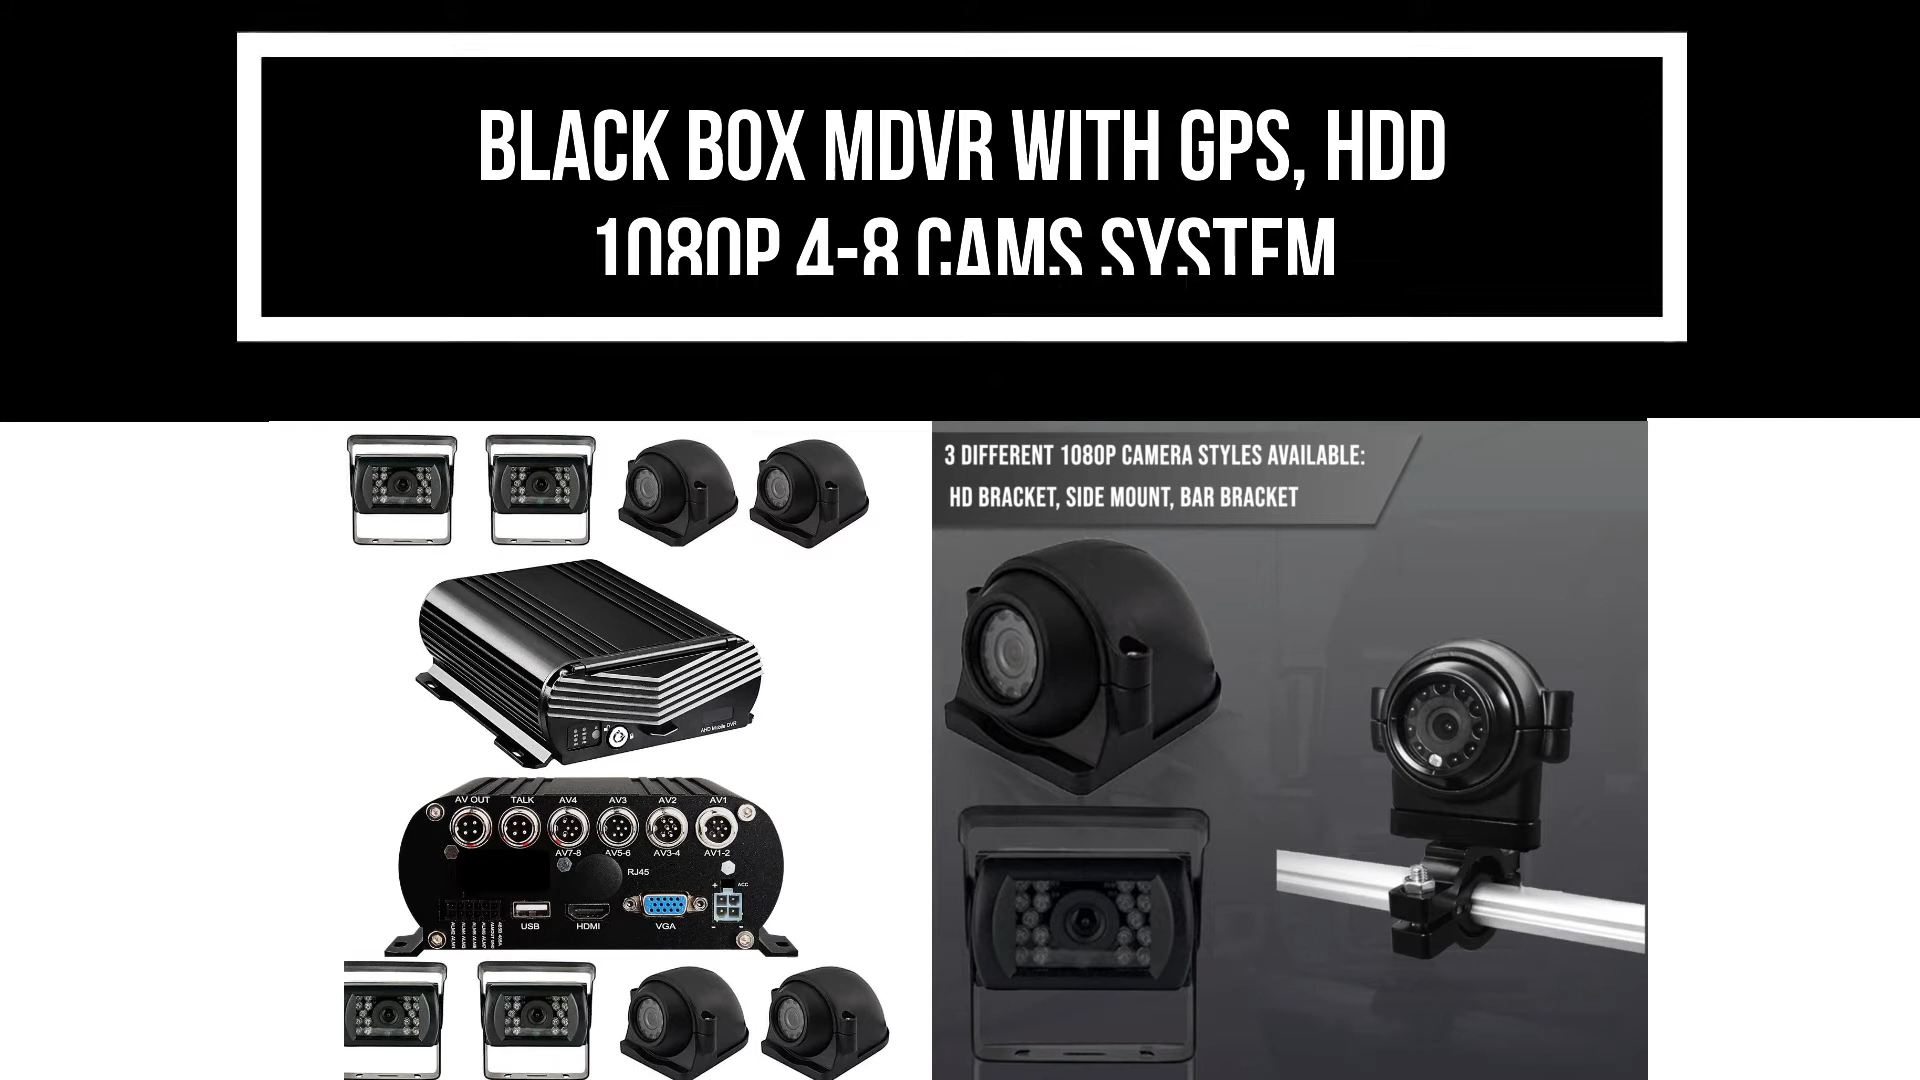 BLACK BOX MDVR WITH GPS, HDD
1080P 4-8 CAMS SYSTEM
3 DIFFERENT 1080P CAMERA STYLES AVAILABLE:
HD BRACKET, SIDE MOUNT, BAR BRACKET
AHD Mobile DVR
AV OUT TALK AV4 AV3 AV2 AV1
AV7-8 AV5-6 AV3-4 AV1-2
RJ45
+ ACC
USB HDMI VGA - -